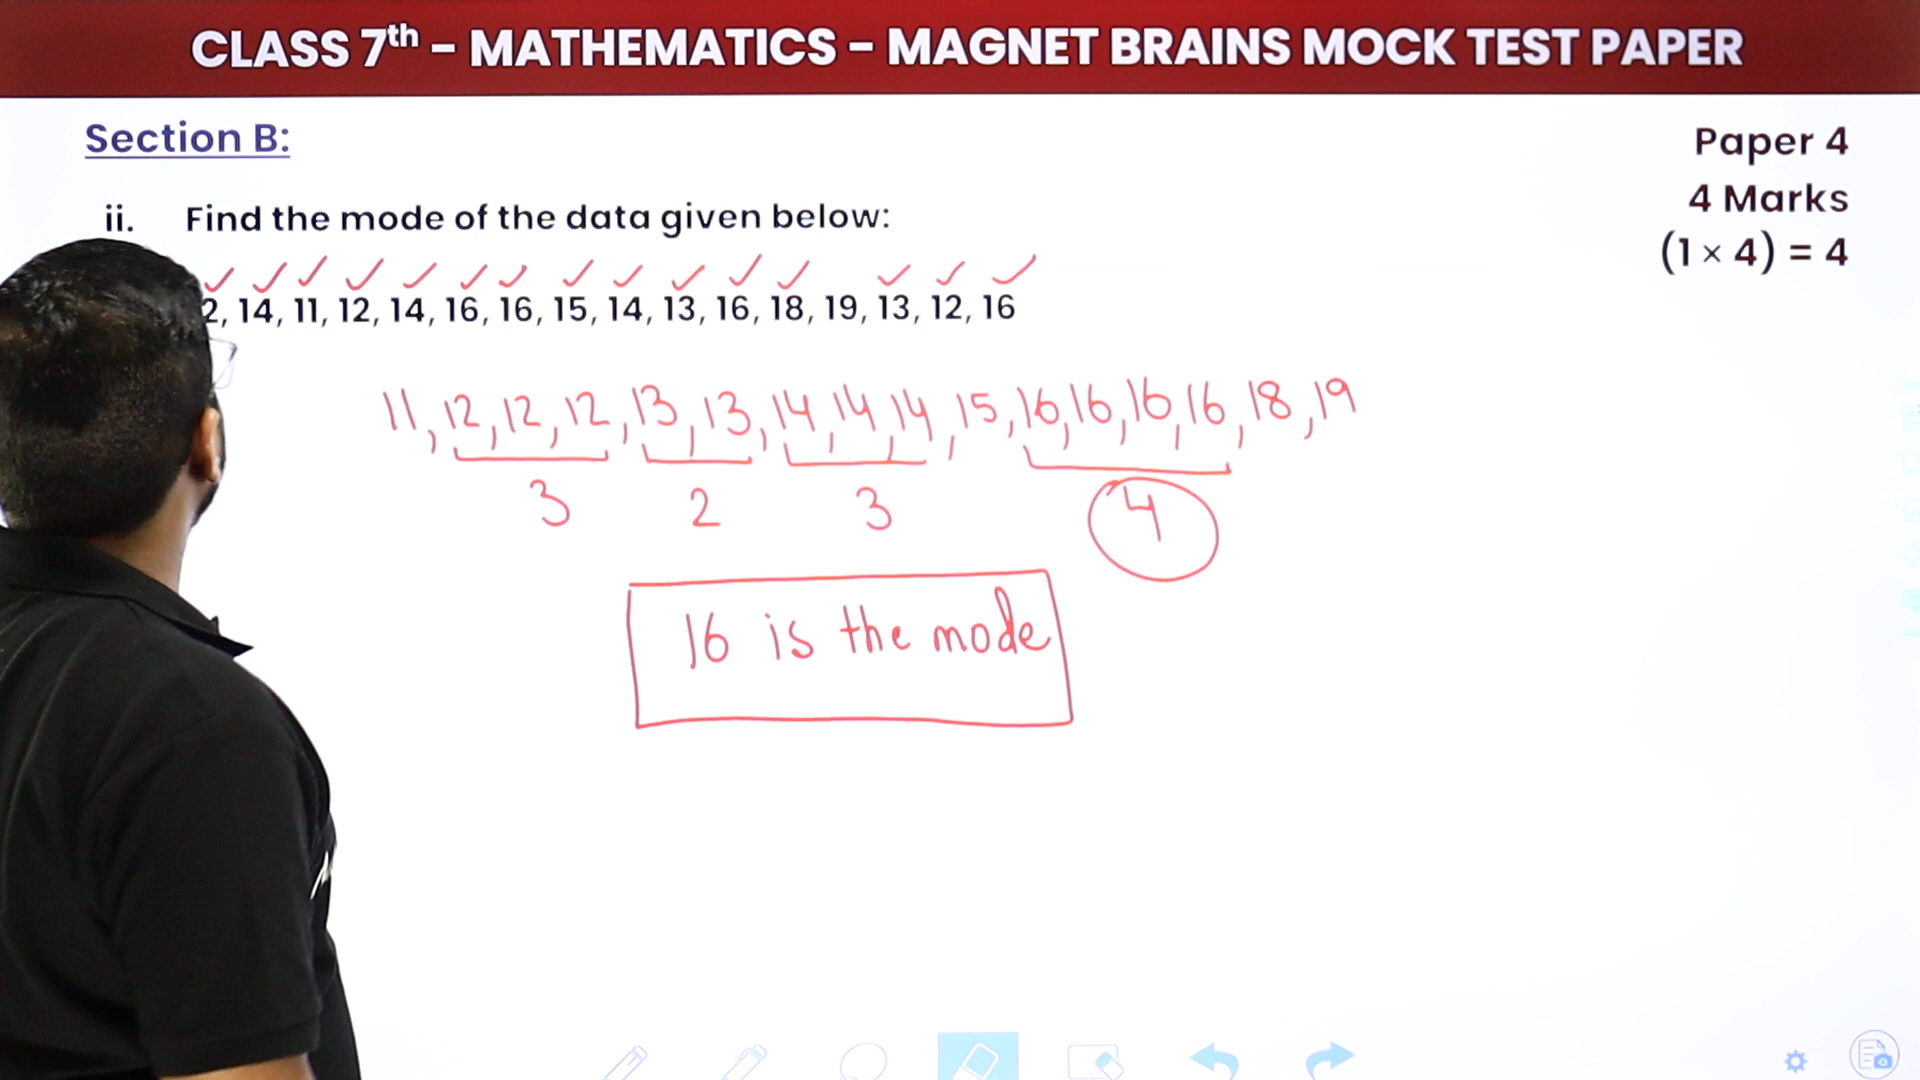 CLASS 7th – MATHEMATICS – MAGNET BRAINS MOCK TEST PAPER
Section B:
Paper 4
4 Marks
(1 × 4) = 4
ii. Find the mode of the data given below:
2, 14, 11, 12, 14, 16, 16, 15, 14, 13, 16, 18, 19, 13, 12, 16
11, 12, 12, 12, 13, 13, 14, 14, 14, 15, 16, 16, 16, 16, 18, 19
3 2 3 4
16 is the mode